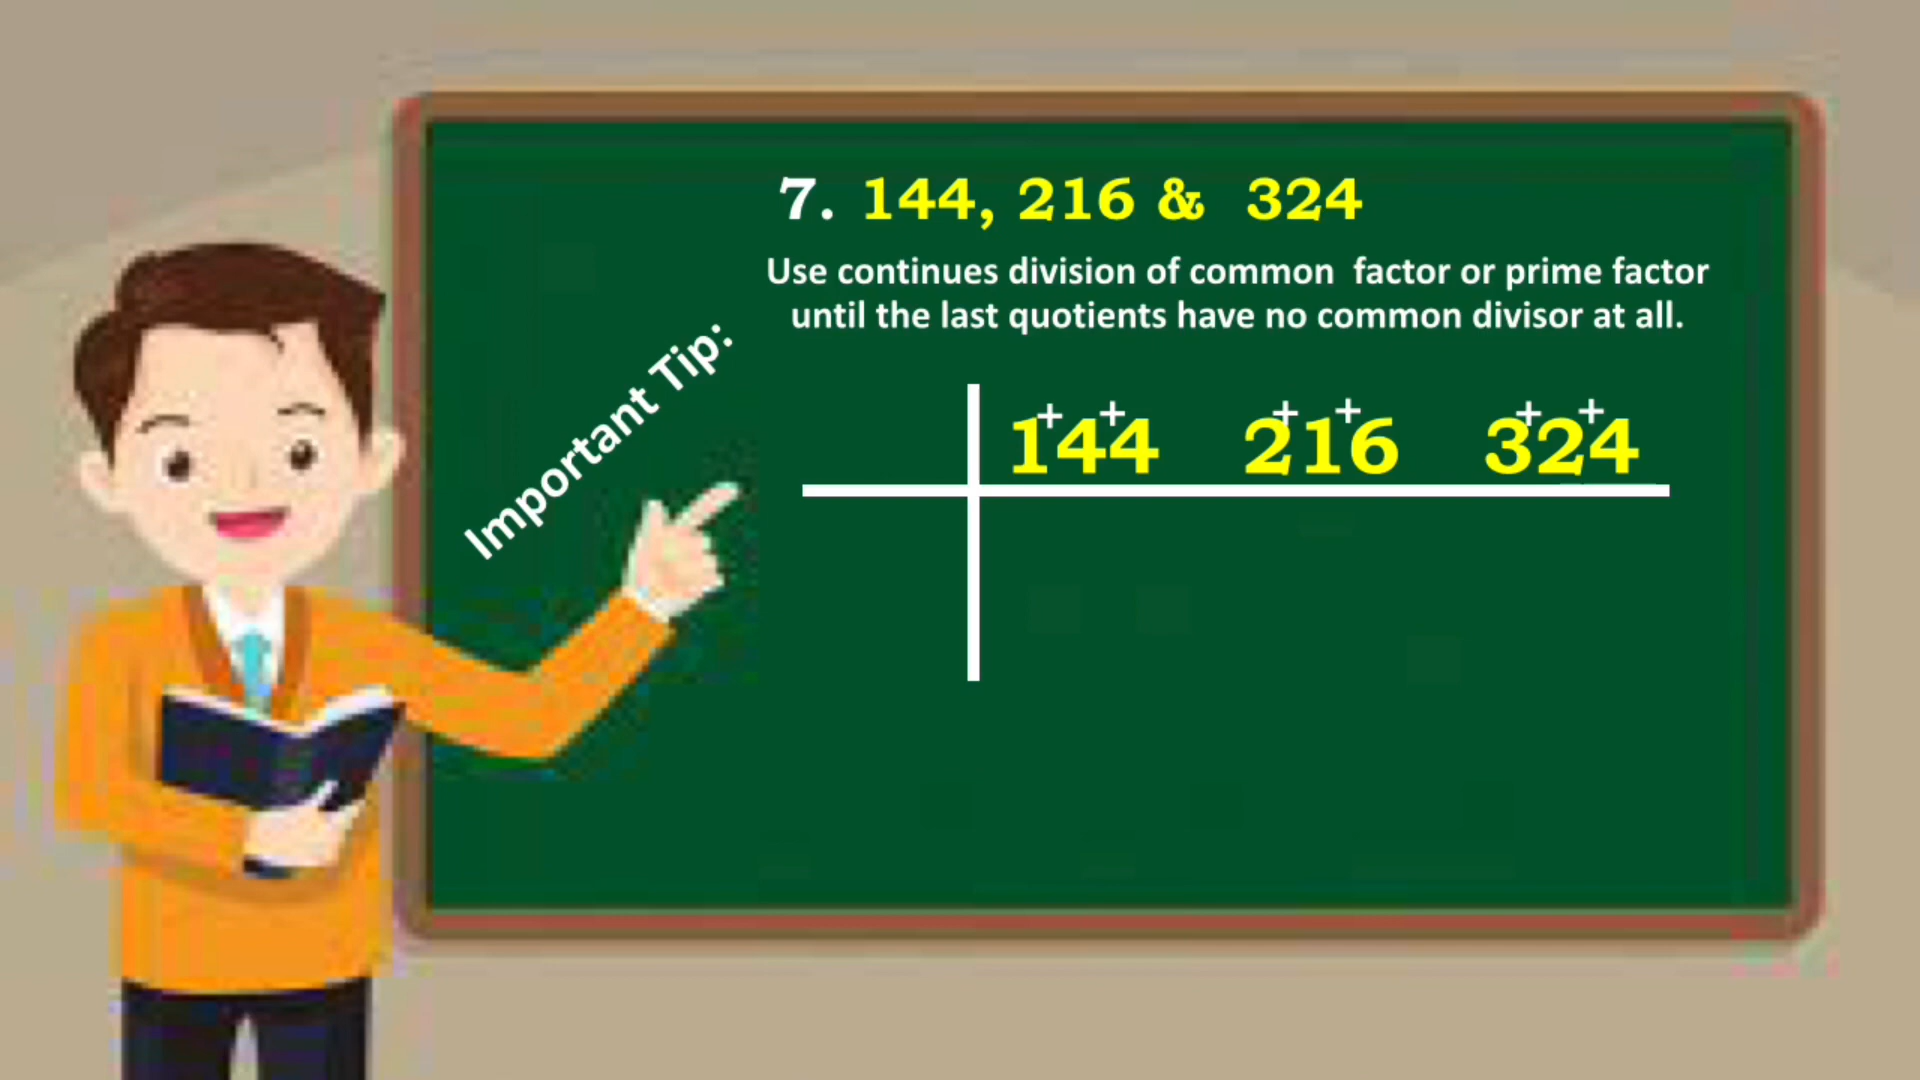 7. 144, 216 & 324
Use continues division of common factor or prime factor
until the last quotients have no common divisor at all.
Important Tip:
+ + + + + +
144 216 324